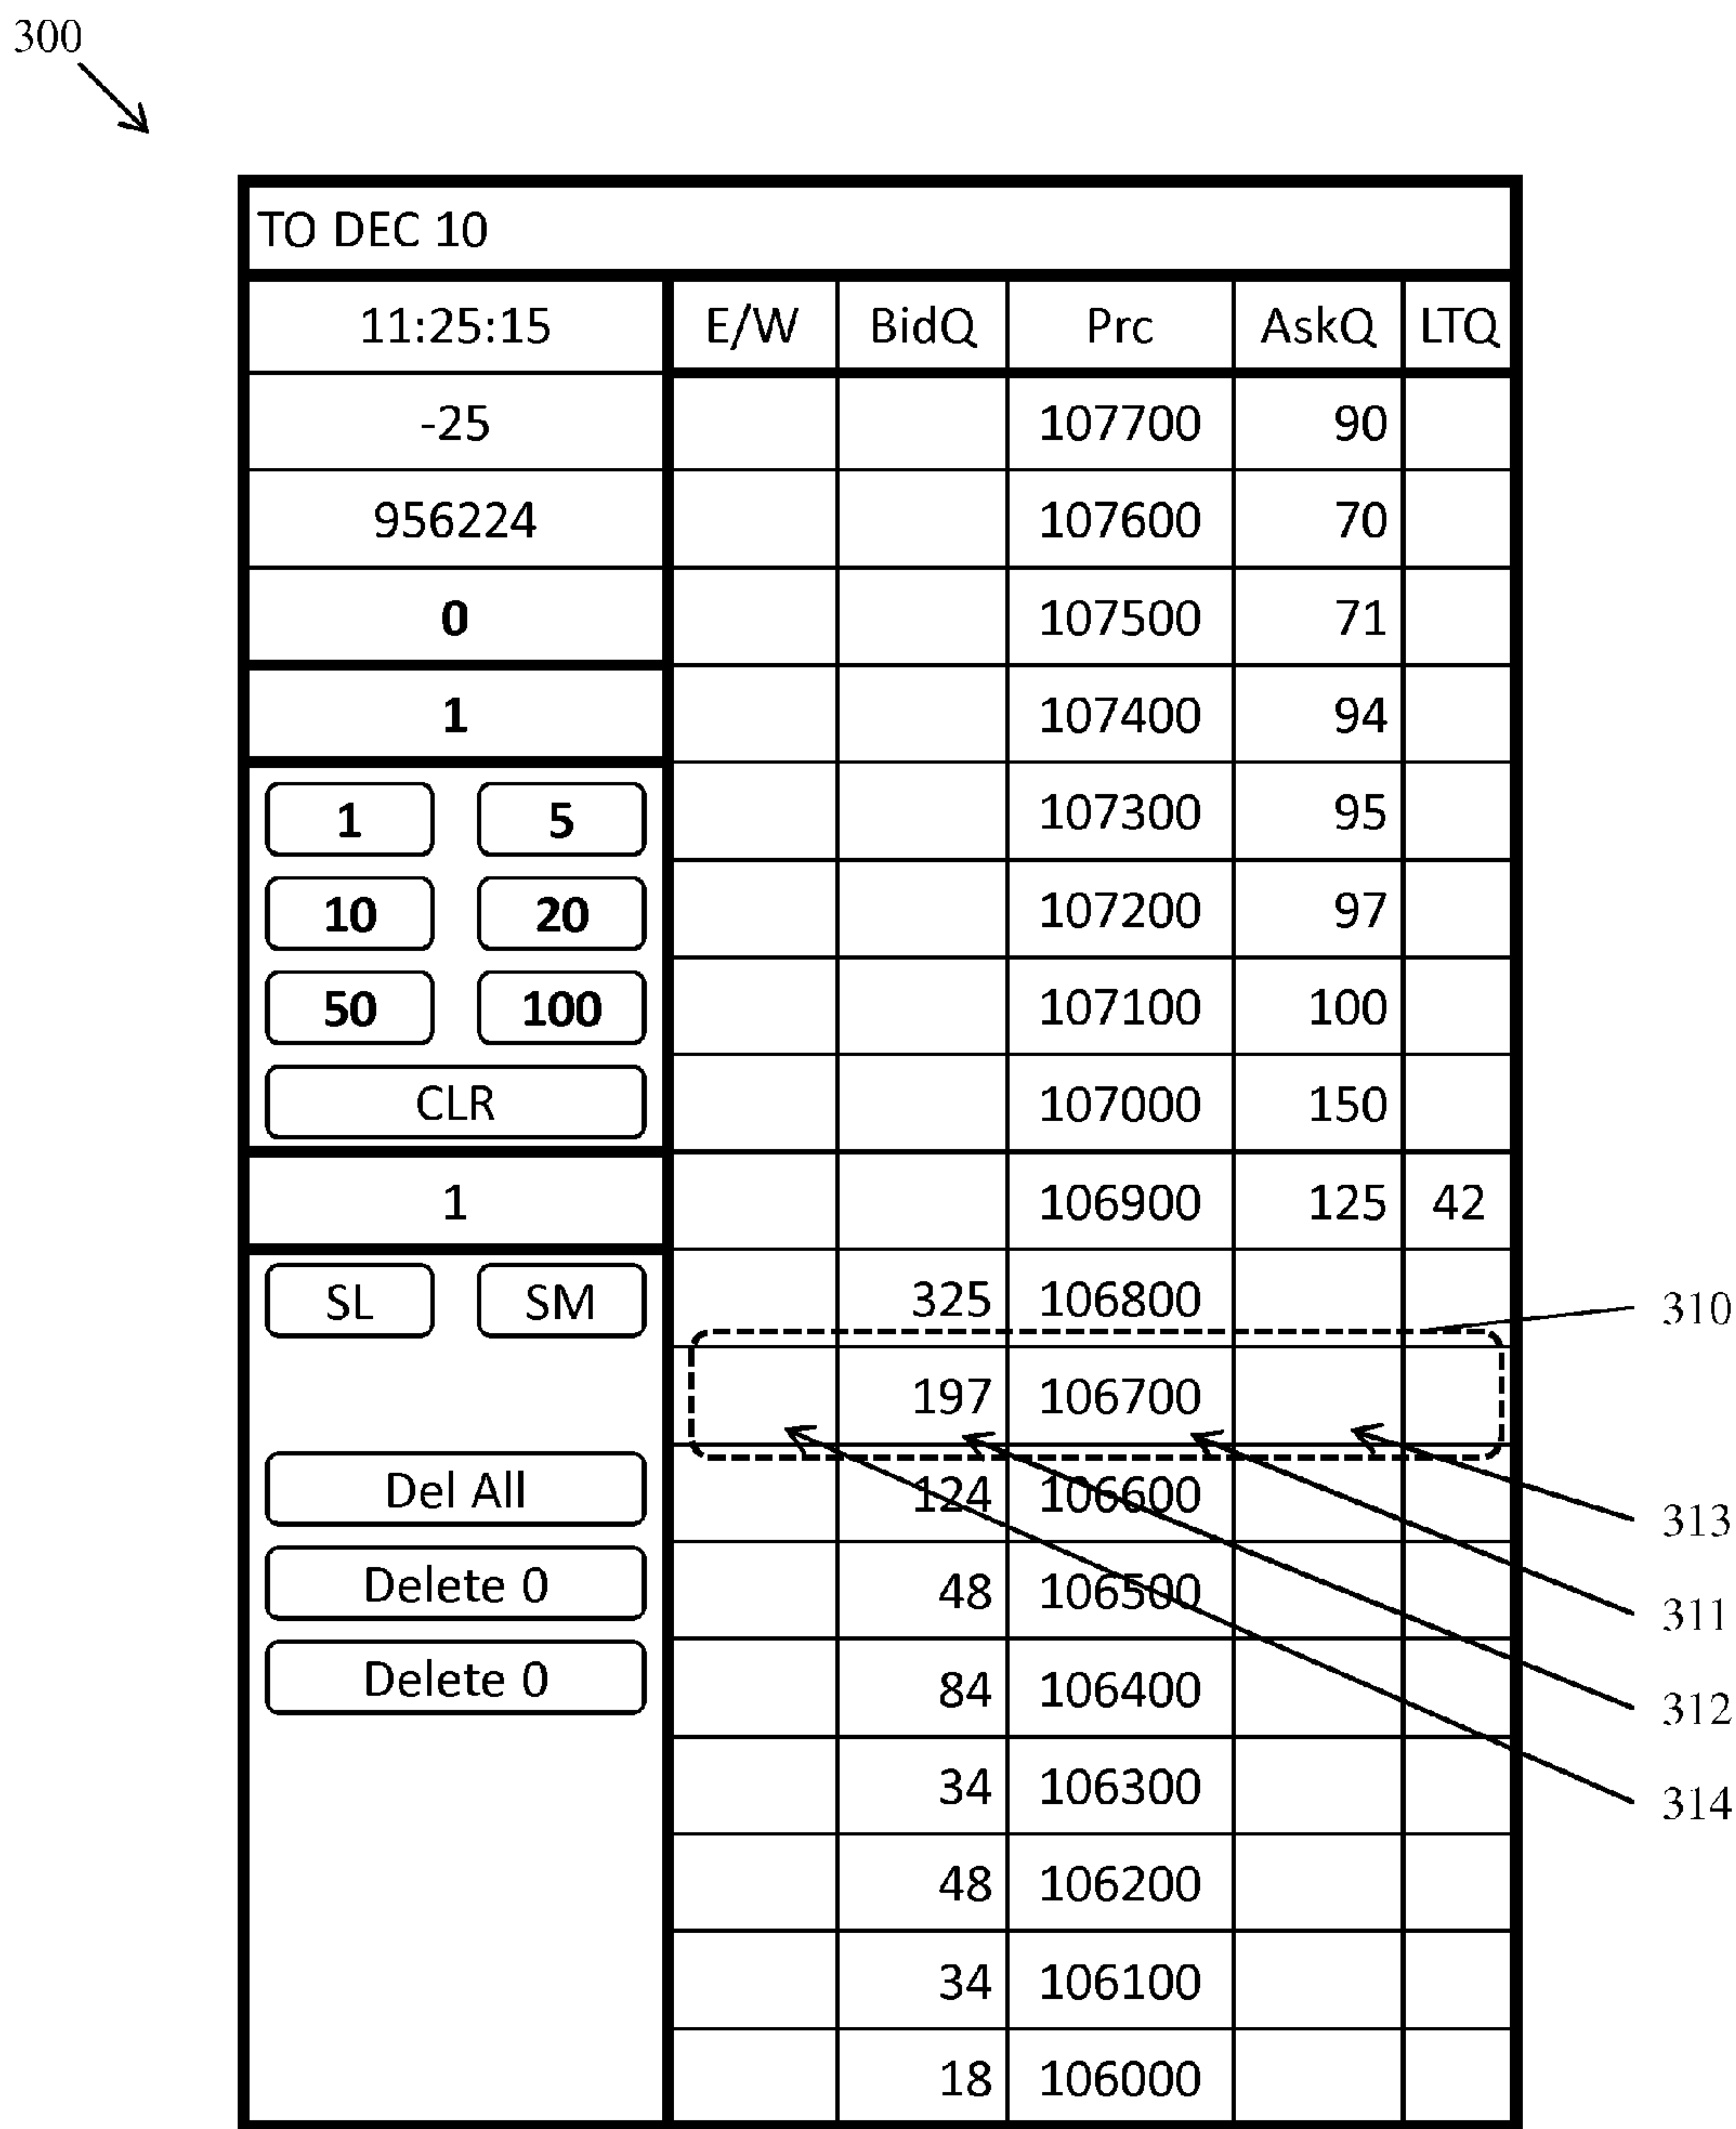 300
TO DEC 10
11:25:15 E/W BidQ Prc AskQ LTQ
-25 107700 90
956224 107600 70
0 107500 71
1 107400 94
1 5 107300 95
10 20 107200 97
50 100 107100 100
CLR 107000 150
1 106900 125 42
SL SM 325 106800
310
197 106700
Del All 124 106600
313
Delete 0 48 106500
311
Delete 0 84 106400
312
34 106300
314
48 106200
34 106100
18 106000